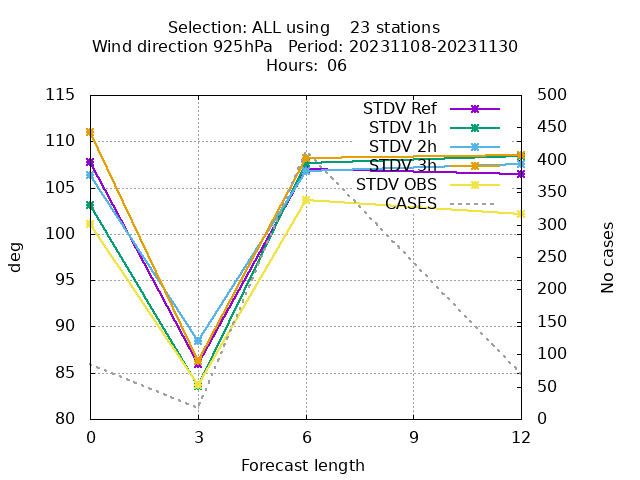 Selection: ALL using    23 stations
Wind direction 925hPa   Period: 20231108-20231130
Hours: 06
115
110
105
100
95
90
85
80
deg
500
450
400
350
300
250
200
150
100
50
0
No cases
STDV Ref
STDV 1h
STDV 2h
STDV 3h
STDV OBS
CASES
0 3 6 9 12
Forecast length